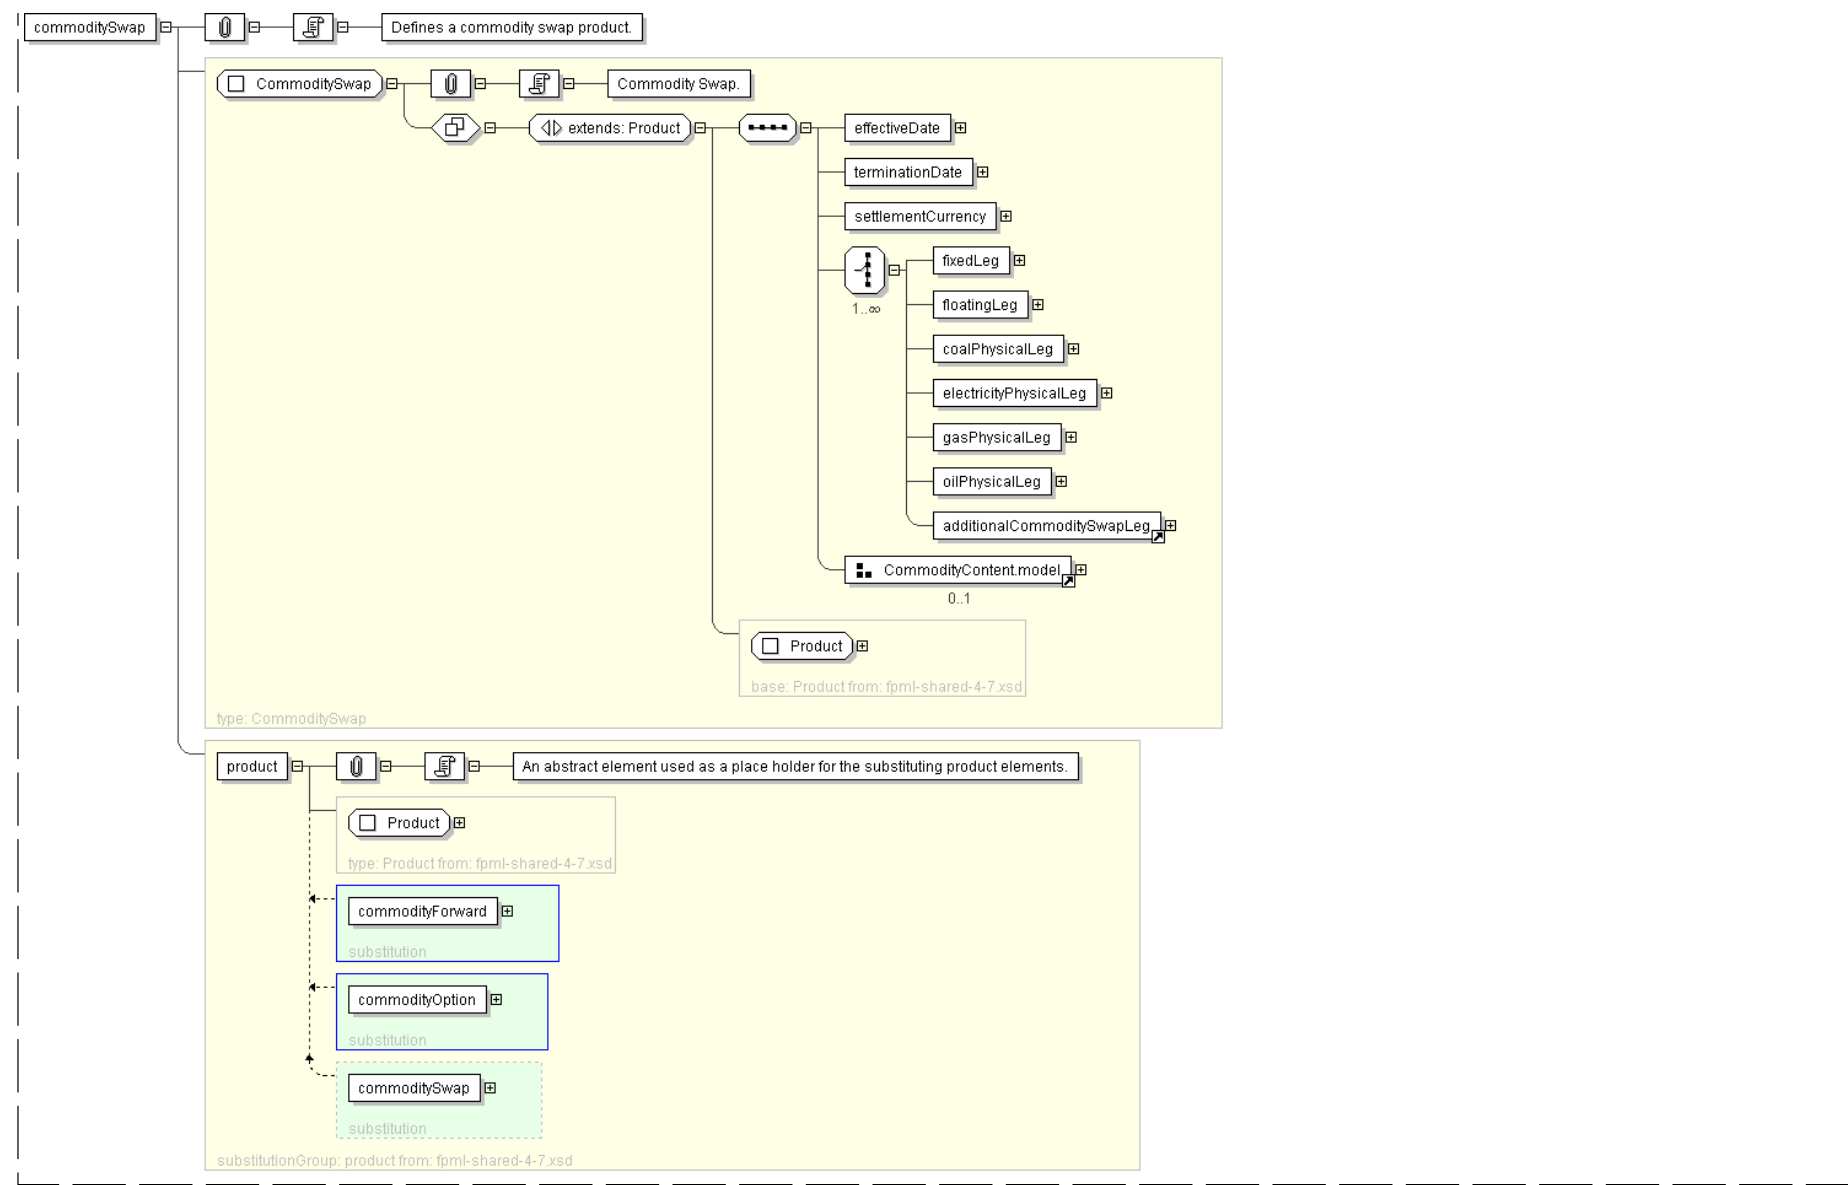 commoditySwap
Defines a commodity swap product.
CommoditySwap
Commodity Swap.
extends: Product
effectiveDate
terminationDate
settlementCurrency
1..∞
fixedLeg
floatingLeg
coalPhysicalLeg
electricityPhysicalLeg
gasPhysicalLeg
oilPhysicalLeg
additionalCommoditySwapLeg
CommodityContent.model
0..1
Product
base: Product from: fpml-shared-4-7.xsd
type: CommoditySwap
product
An abstract element used as a place holder for the substituting product elements.
Product
type: Product from: fpml-shared-4-7.xsd
commodityForward
substitution
commodityOption
substitution
commoditySwap
substitution
substitutionGroup: product from: fpml-shared-4-7.xsd